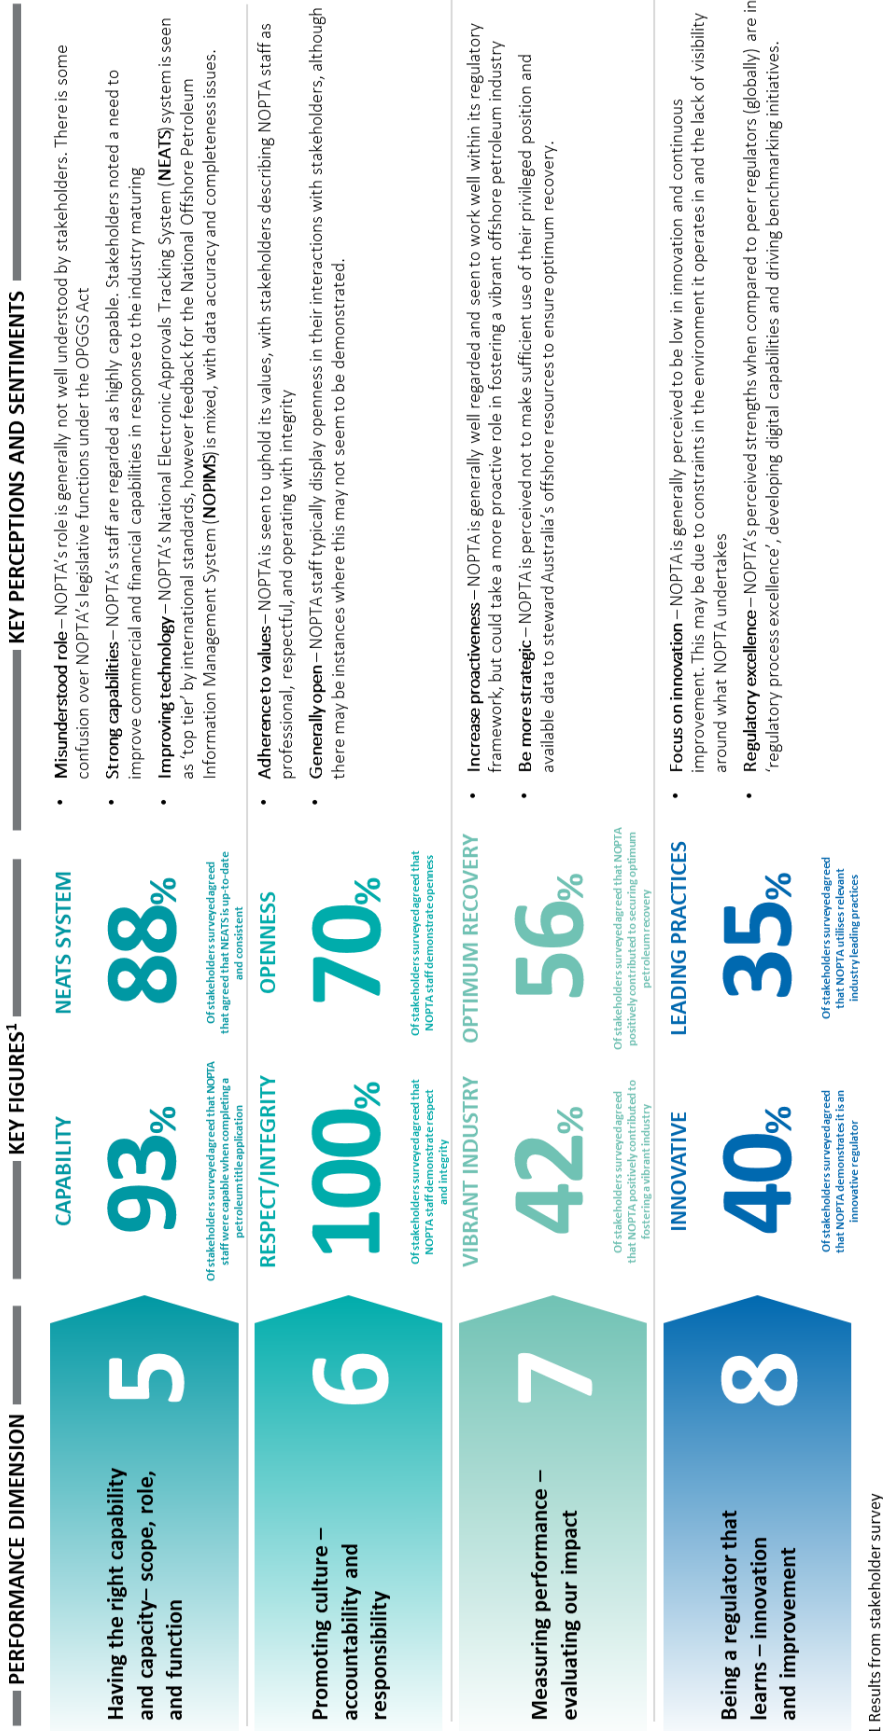 PERFORMANCE DIMENSION
KEY FIGURES1
KEY PERCEPTIONS AND SENTIMENTS
Having the right capability
and capacity– scope, role,
and function
5
CAPABILITY
93%
Of stakeholders surveyed agreed that NOPTA
staff were capable when completing a
petroleum title application
NEATS SYSTEM
88%
Of stakeholders surveyed agreed
that agreed that NEATS is up-to-date
and consistent
• Misunderstood role – NOPTA's role is generally not well understood by stakeholders. There is some
confusion over NOPTA's legislative functions under the OPGGS Act
• Strong capabilities – NOPTA's staff are regarded as highly capable. Stakeholders noted a need to
improve commercial and financial capabilities in response to the industry maturing
• Improving technology – NOPTA's National Electronic Approvals Tracking System (NEATS) system is seen
as 'top tier' by international standards, however feedback for the National Offshore Petroleum
Information Management System (NOPIMS) is mixed, with data accuracy and completeness issues.
Promoting culture –
accountability and
responsibility
6
RESPECT/INTEGRITY
100%
Of stakeholders surveyed agreed that
NOPTA staff demonstrate respect
and integrity
OPENNESS
70%
Of stakeholders surveyed agreed that
NOPTA staff demonstrate openness
• Adherence to values – NOPTA is seen to uphold its values, with stakeholders describing NOPTA staff as
professional, respectful, and operating with integrity
• Generally open – NOPTA staff typically display openness in their interactions with stakeholders, although
there may be instances where this may not seem to be demonstrated.
Measuring performance –
evaluating our impact
7
VIBRANT INDUSTRY
42%
Of stakeholders surveyed agreed
that NOPTA positively contributed to
fostering a vibrant industry
OPTIMUM RECOVERY
56%
Of stakeholders surveyed agreed that NOPTA
positively contributed to securing optimum
petroleum recovery
• Increase proactiveness – NOPTA is generally well regarded and seen to work well within its regulatory
framework, but could take a more proactive role in fostering a vibrant offshore petroleum industry
• Be more strategic – NOPTA is perceived not to make sufficient use of their privileged position and
available data to steward Australia's offshore resources to ensure optimum recovery.
Being a regulator that
learns – innovation
and improvement
8
INNOVATIVE
40%
Of stakeholders surveyed agreed
that NOPTA demonstrates it is an
innovative regulator
LEADING PRACTICES
35%
Of stakeholders surveyed agreed
that NOPTA utilises relevant
industry leading practices
• Focus on innovation – NOPTA is generally perceived to be low in innovation and continuous
improvement. This may be due to constraints in the environment it operates in and the lack of visibility
around what NOPTA undertakes
• Regulatory excellence – NOPTA's perceived strengths when compared to peer regulators (globally) are in
'regulatory process excellence', developing digital capabilities and driving benchmarking initiatives.
Results from stakeholder survey